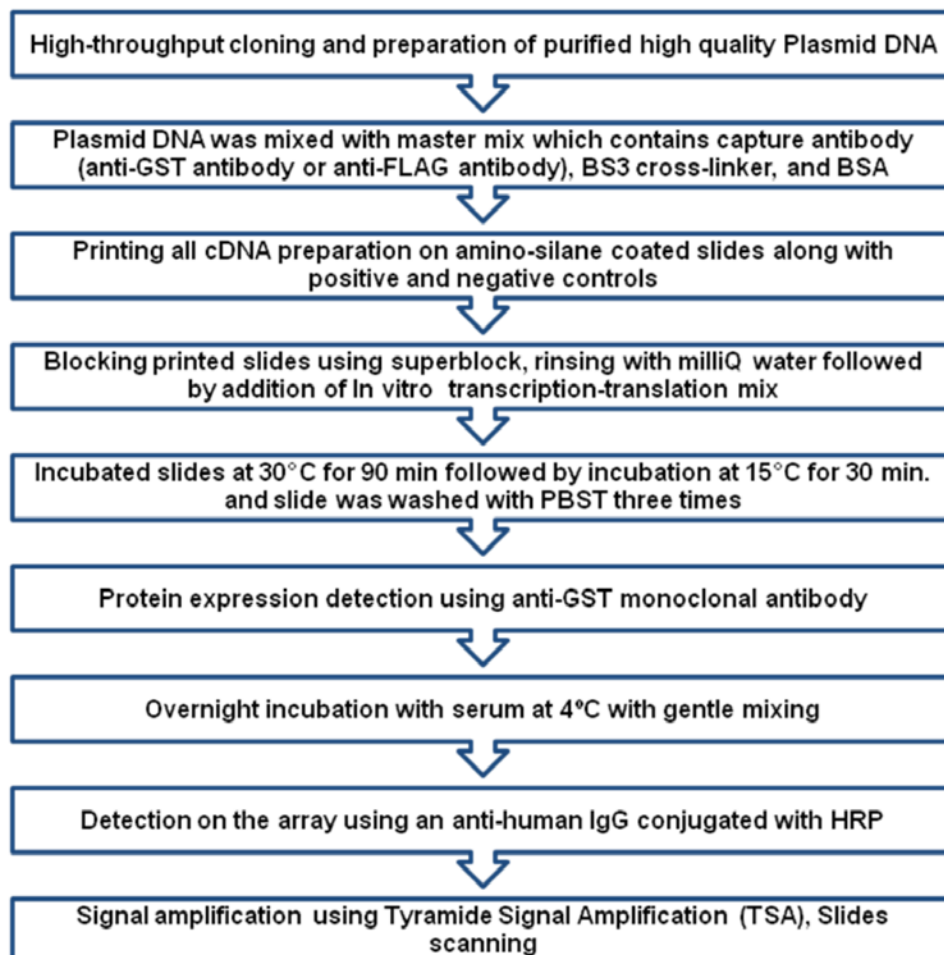 High-throughput cloning and preparation of purified high quality Plasmid DNA
Plasmid DNA was mixed with master mix which contains capture antibody
(anti-GST antibody or anti-FLAG antibody), BS3 cross-linker, and BSA
Printing all cDNA preparation on amino-silane coated slides along with
positive and negative controls
Blocking printed slides using superblock, rinsing with milliQ water followed
by addition of In vitro transcription-translation mix
Incubated slides at 30°C for 90 min followed by incubation at 15°C for 30 min.
and slide was washed with PBST three times
Protein expression detection using anti-GST monoclonal antibody
Overnight incubation with serum at 4°C with gentle mixing
Detection on the array using an anti-human IgG conjugated with HRP
Signal amplification using Tyramide Signal Amplification (TSA), Slides
scanning